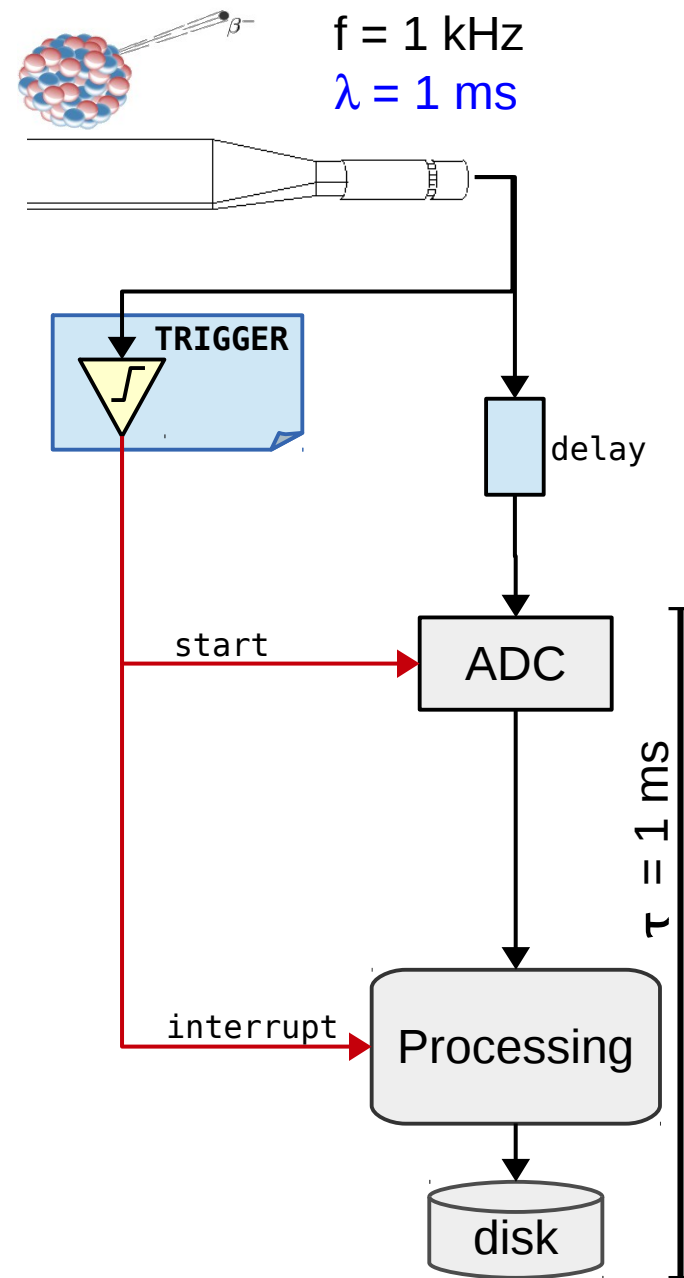 β⁻
f = 1 kHz
λ = 1 ms
TRIGGER
delay
start
ADC
τ = 1 ms
interrupt
Processing
disk